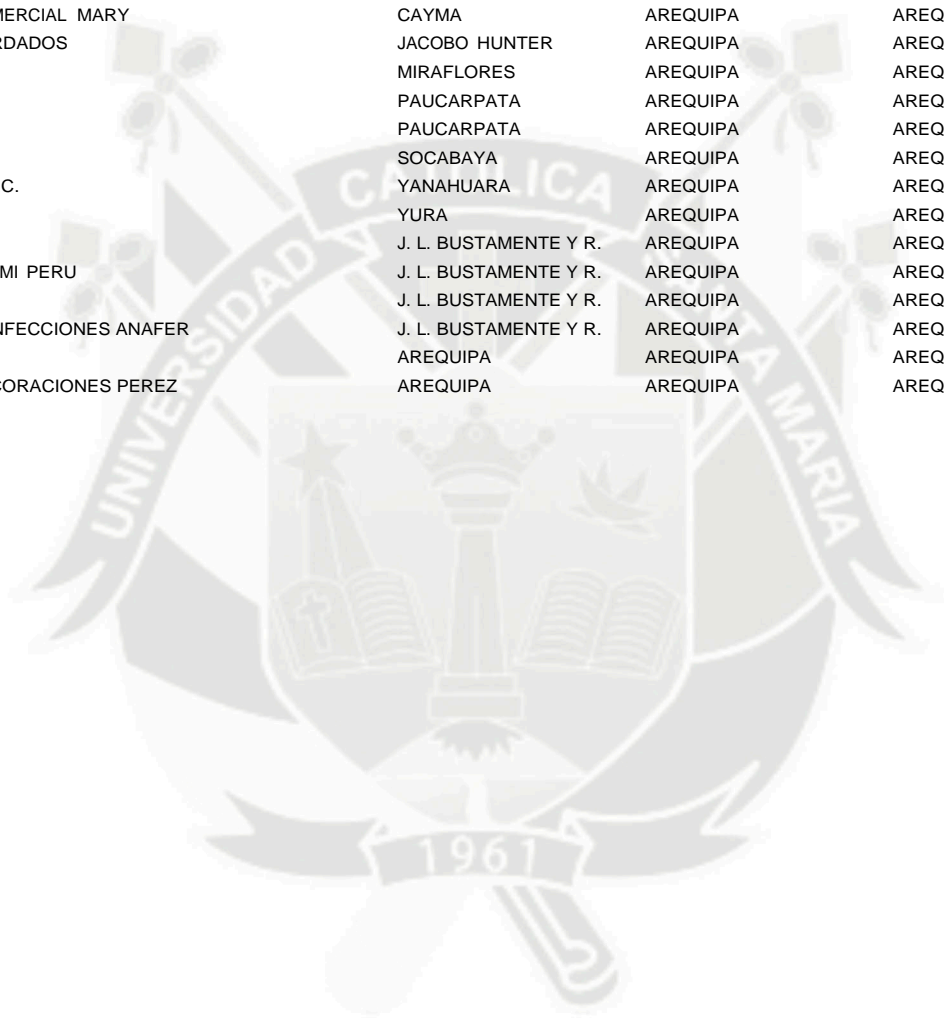 MERCIAL MARY CAYMA AREQUIPA AREQ
RDADOS JACOBO HUNTER AREQUIPA AREQ
MIRAFLORES AREQUIPA AREQ
PAUCARPATA AREQUIPA AREQ
PAUCARPATA AREQUIPA AREQ
SOCABAYA AREQUIPA AREQ
C. YANAHUARA AREQUIPA AREQ
YURA AREQUIPA AREQ
J. L. BUSTAMENTE Y R. AREQUIPA AREQ
MI PERU J. L. BUSTAMENTE Y R. AREQUIPA AREQ
J. L. BUSTAMENTE Y R. AREQUIPA AREQ
NFECCIONES ANAFER J. L. BUSTAMENTE Y R. AREQUIPA AREQ
AREQUIPA AREQUIPA AREQ
CORACIONES PEREZ AREQUIPA AREQUIPA AREQ
UNIVERSIDAD CATOLICA SANTA MARIA
1961